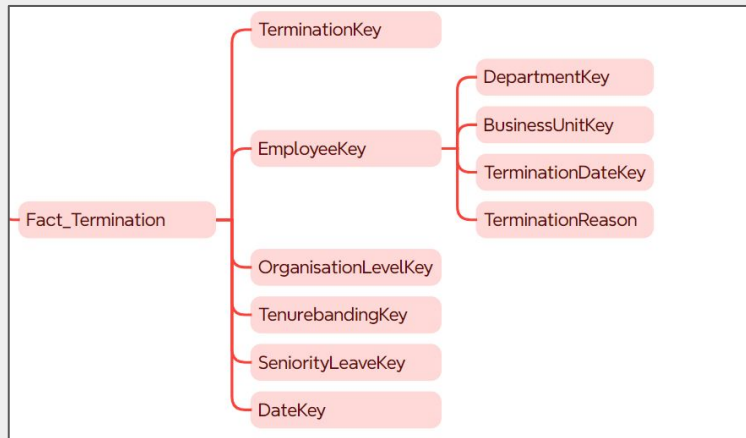 Fact_Termination
TerminationKey
EmployeeKey
DepartmentKey
BusinessUnitKey
TerminationDateKey
TerminationReason
OrganisationLevelKey
TenurebandingKey
SeniorityLeaveKey
DateKey